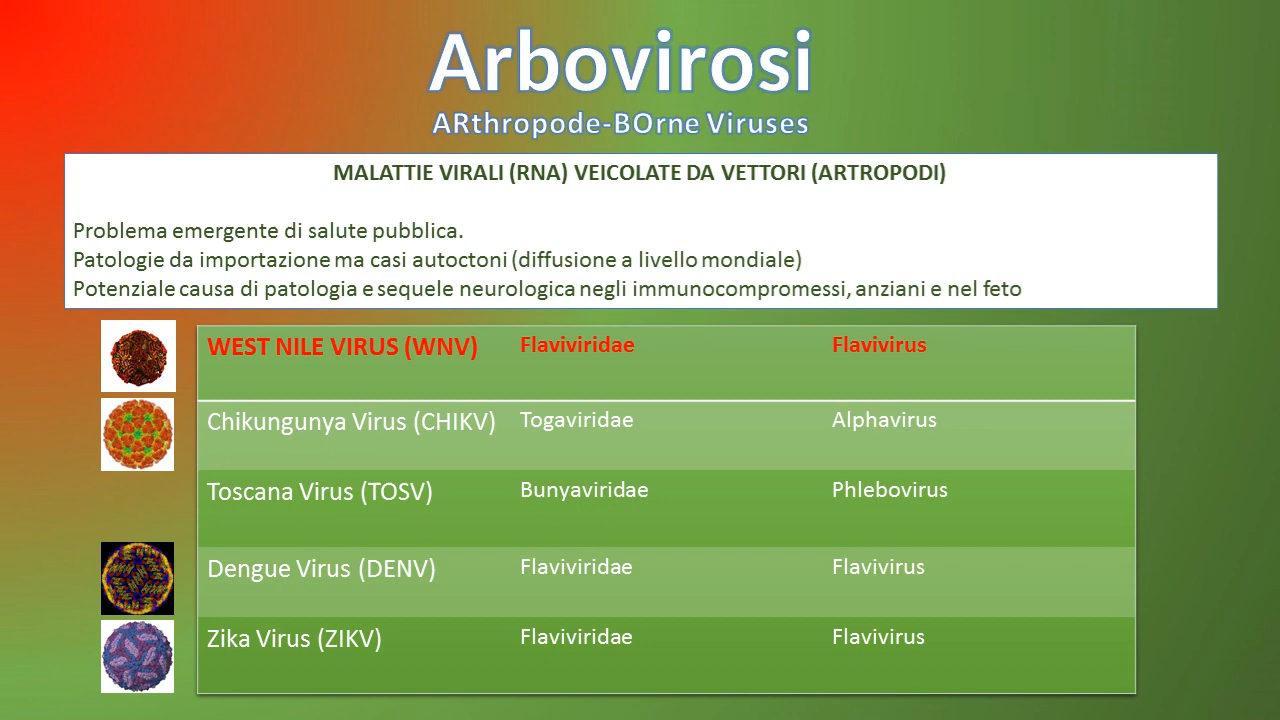 Arbovirosi
ARthropode-BOrne Viruses
MALATTIE VIRALI (RNA) VEICOLATE DA VETTORI (ARTROPODI)
Problema emergente di salute pubblica.
Patologie da importazione ma casi autoctoni (diffusione a livello mondiale)
Potenziale causa di patologia e sequele neurologica negli immunocompromessi, anziani e nel feto
WEST NILE VIRUS (WNV) Flaviviridae Flavivirus
Chikungunya Virus (CHIKV) Togaviridae Alphavirus
Toscana Virus (TOSV) Bunyaviridae Phlebovirus
Dengue Virus (DENV) Flaviviridae Flavivirus
Zika Virus (ZIKV) Flaviviridae Flavivirus